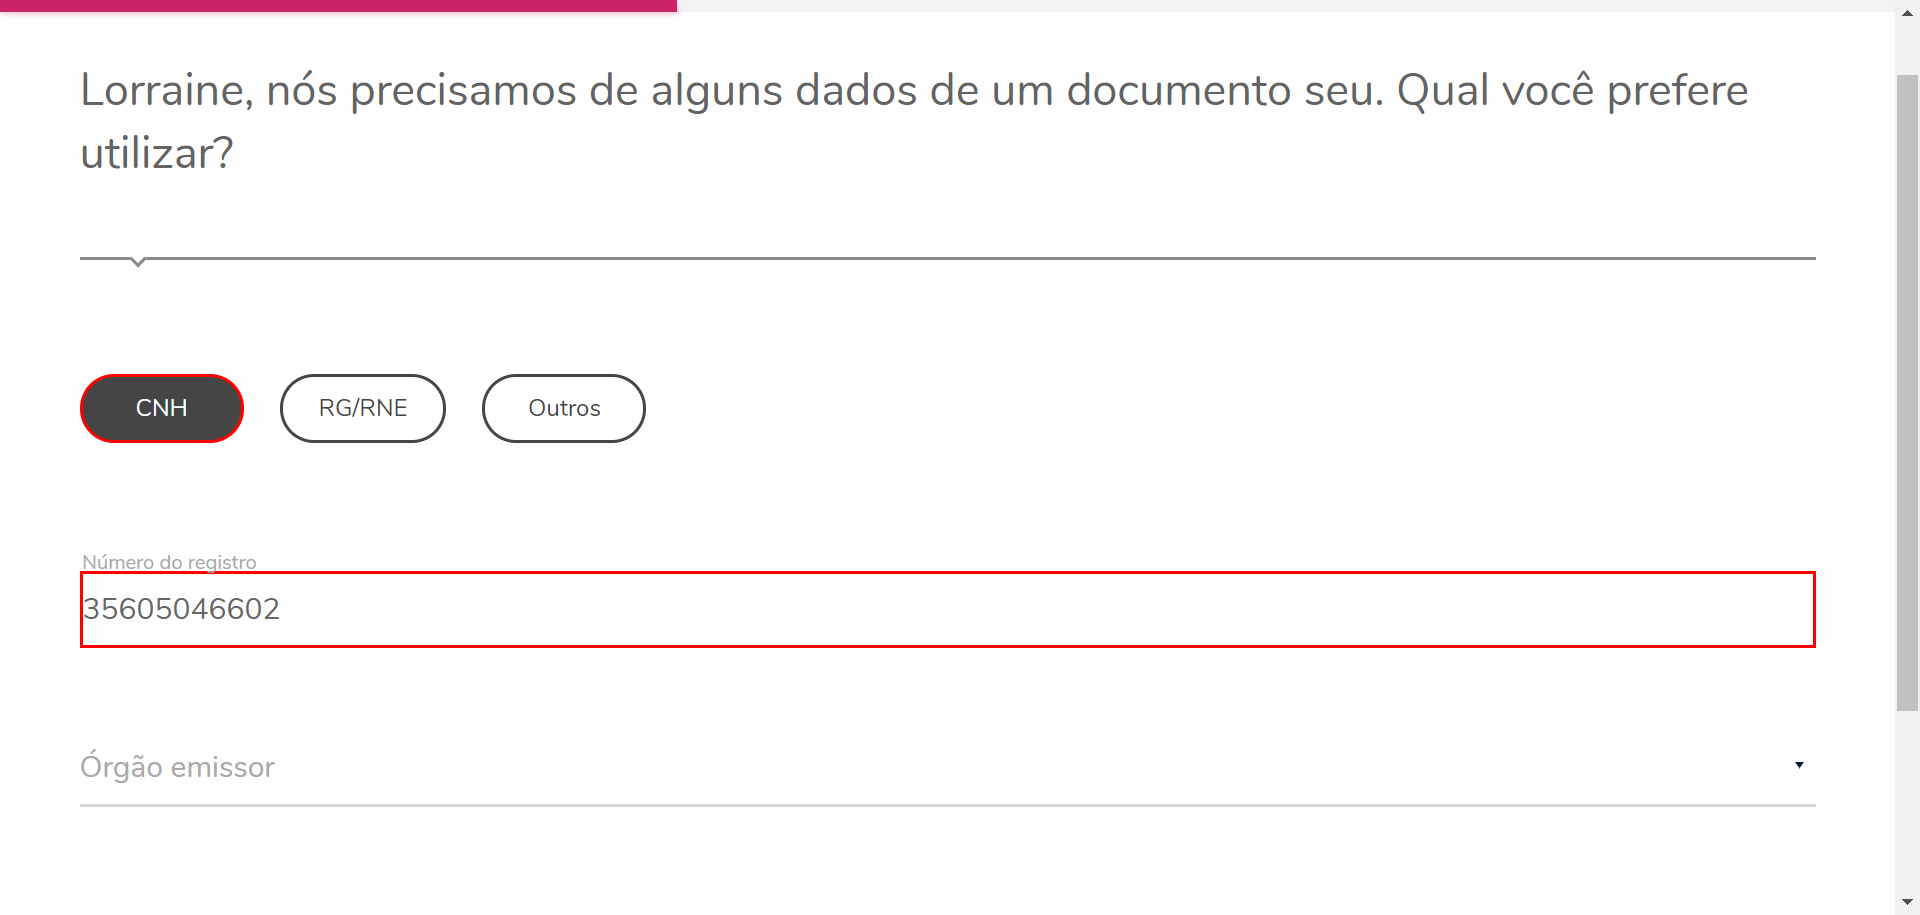 Lorraine, nós precisamos de alguns dados de um documento seu. Qual você prefere
utilizar?
CNH
RG/RNE
Outros
Número do registro
35605046602
Órgão emissor